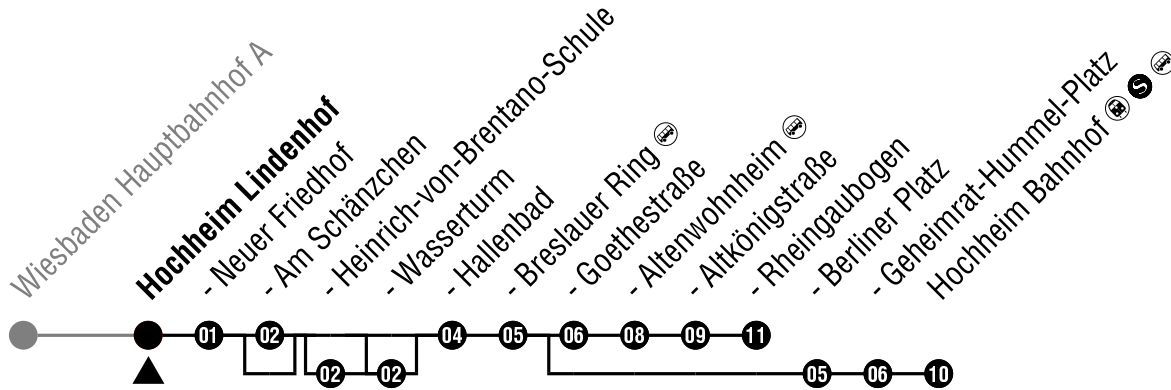 Wiesbaden Hauptbahnhof A
Hochheim Lindenhof
- Neuer Friedhof
- Am Schänzchen
- Heinrich-von-Brentano-Schule
- Wasserturm
- Hallenbad
- Breslauer Ring
- Goethestraße
- Altenwohnheim
- Altkönigstraße
- Rheingaubogen
- Berliner Platz
- Geheimrat-Hummel-Platz
Hochheim Bahnhof S
01 02 04 05 06 08 09 11
02 02 05 06 10